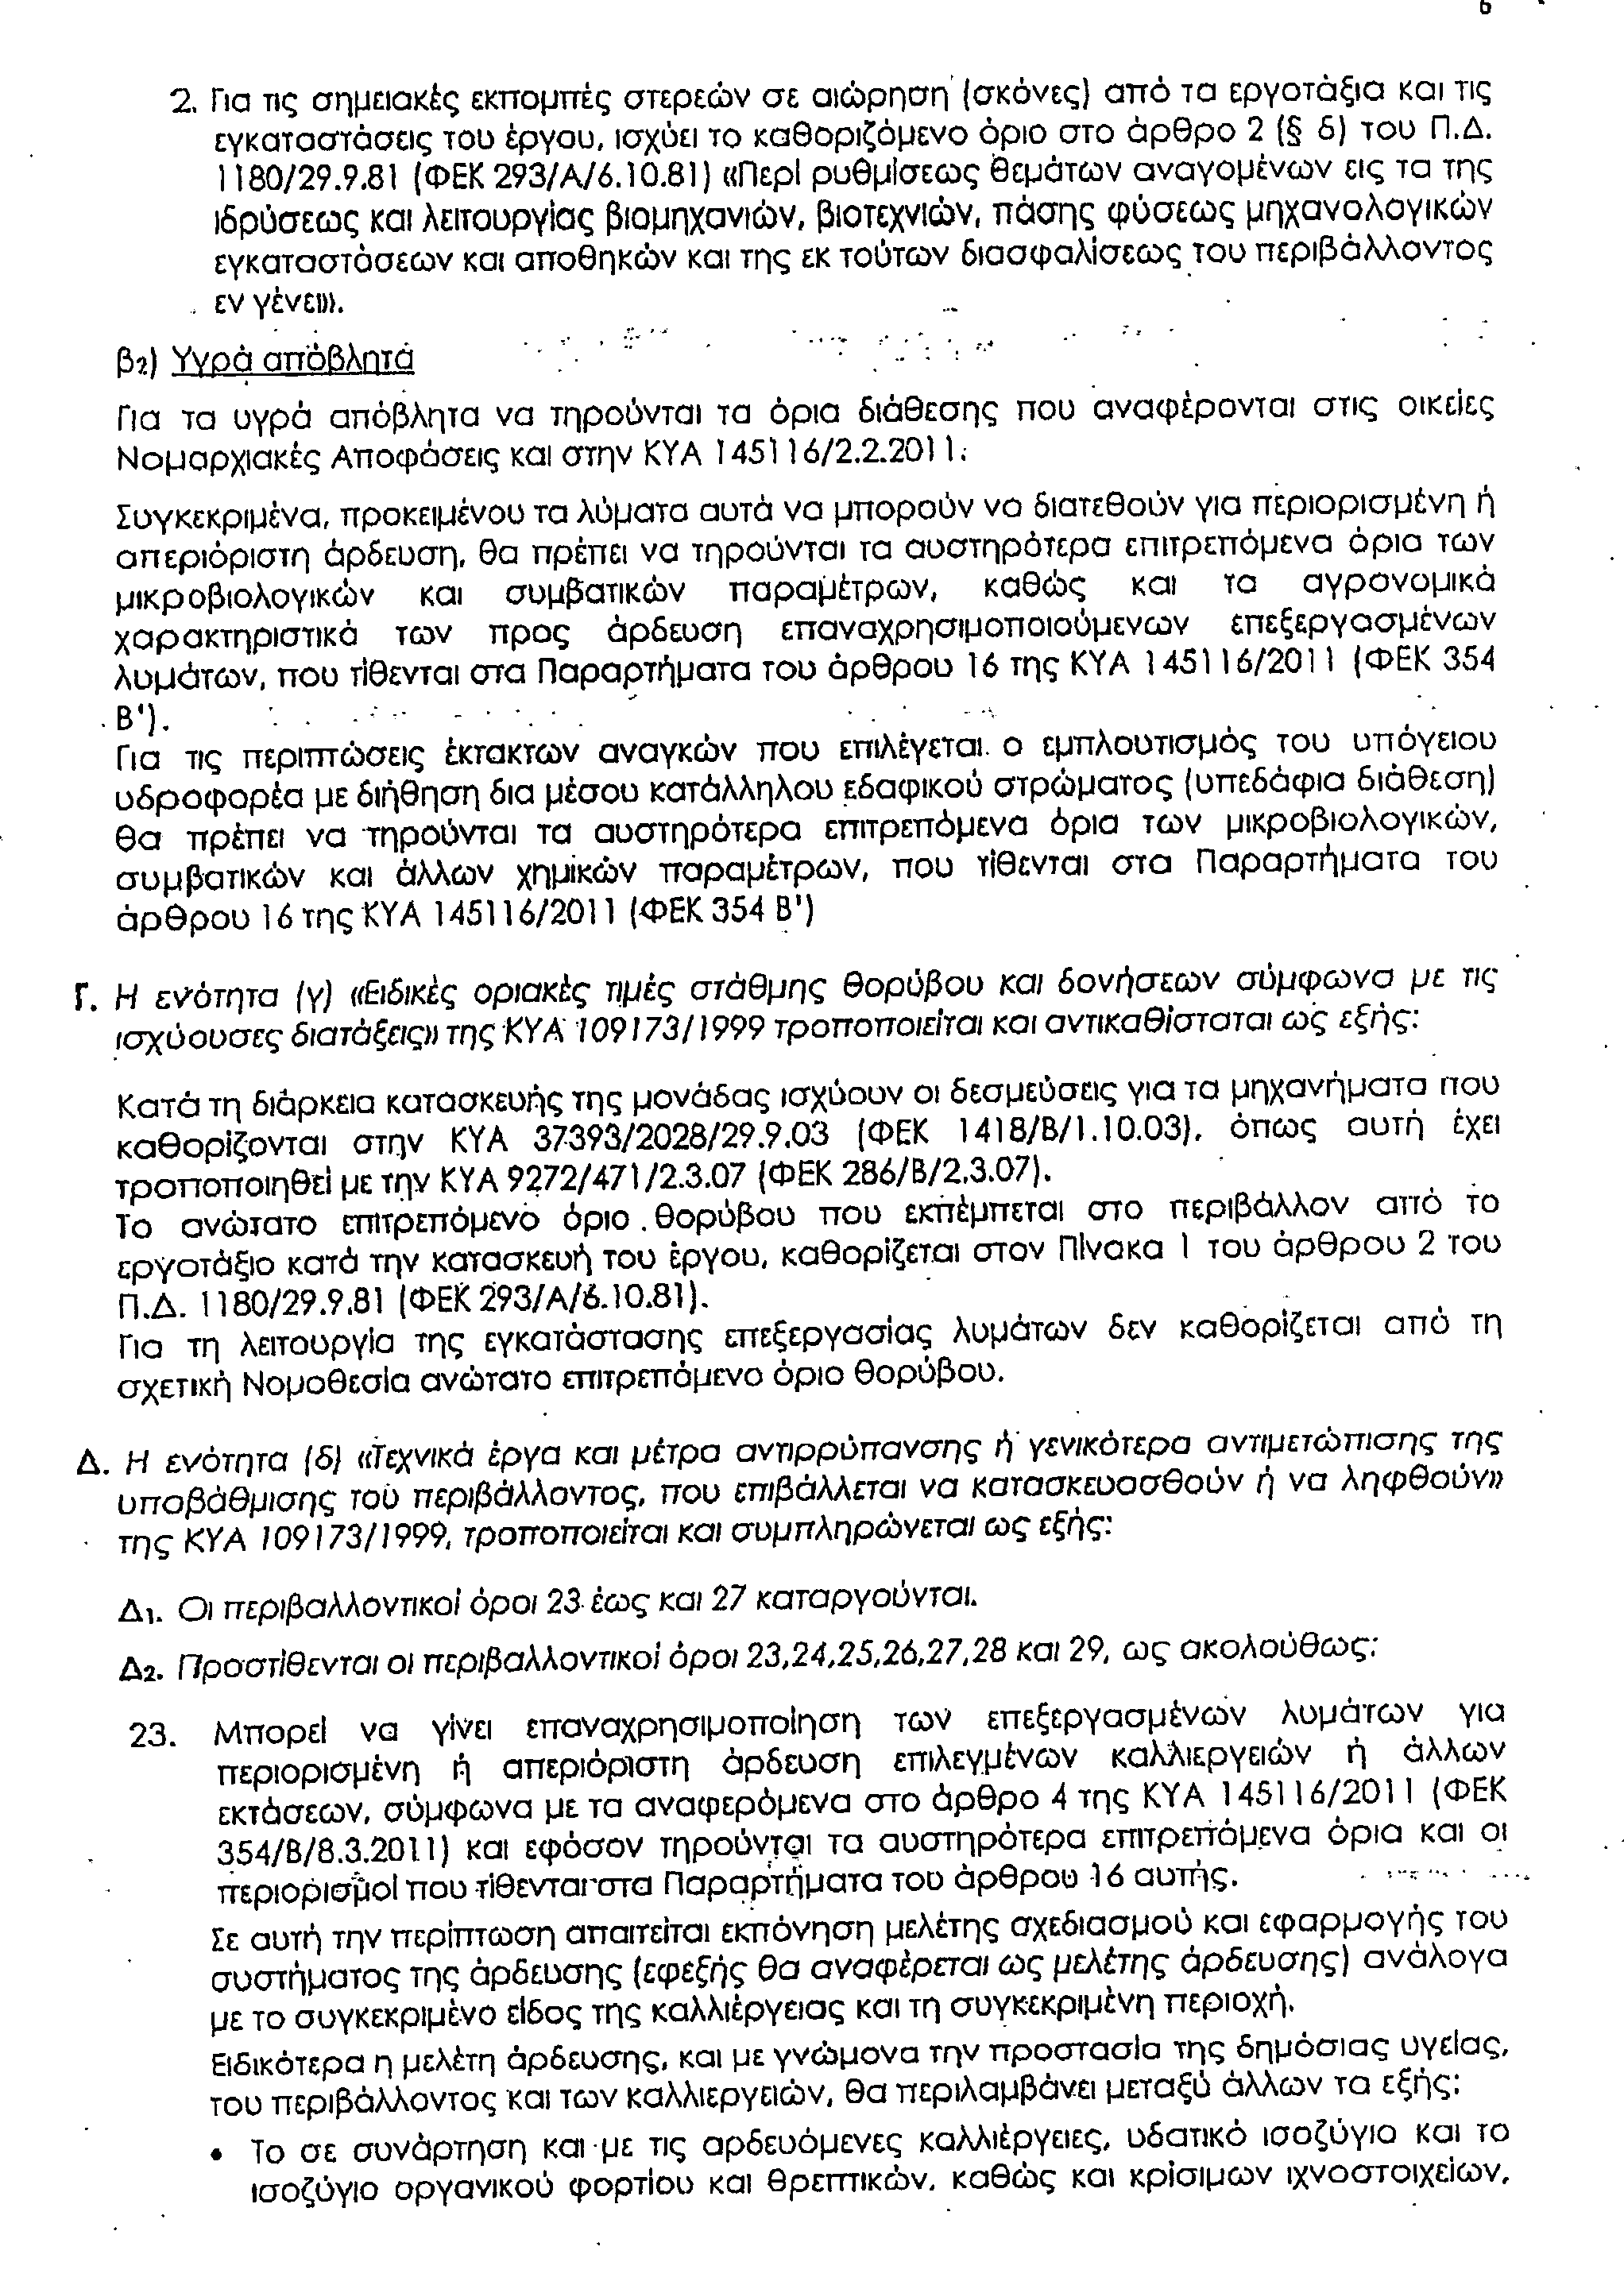 6
2. Για τις σημειακές εκπομπές στερεών σε αιώρηση (σκόνες) από τα εργοτάξια και τις
εγκαταστάσεις του έργου, ισχύει το καθοριζόμενο όριο στο άρθρο 2 (§ δ) του Π.Δ.
1180/29.9.81 (ΦΕΚ 293/Α/6.10.81) «Περί ρυθμίσεως θεμάτων αναγομένων εις τα της
ιδρύσεως και λειτουργίας βιομηχανιών, βιοτεχνιών, πάσης φύσεως μηχανολογικών
εγκαταστάσεων και αποθηκών και της εκ τούτων διασφαλίσεως του περιβάλλοντος
εν γένει».
β2) Υγρά απόβλητα
Για τα υγρά απόβλητα να τηρούνται τα όρια διάθεσης που αναφέρονται στις οικείες
Νομαρχιακές Αποφάσεις και στην ΚΥΑ 145116/2.2.2011.
Συγκεκριμένα, προκειμένου τα λύματα αυτά να μπορούν να διατεθούν για περιορισμένη ή
απεριόριστη άρδευση, θα πρέπει να τηρούνται τα αυστηρότερα επιτρεπόμενα όρια των
μικροβιολογικών και συμβατικών παραμέτρων, καθώς και τα αγρονομικά
χαρακτηριστικά των προς άρδευση επαναχρησιμοποιούμενων επεξεργασμένων
λυμάτων, που τίθενται στα Παραρτήματα του άρθρου 16 της ΚΥΑ 145116/2011 (ΦΕΚ 354
Β').
Για τις περιπτώσεις έκτακτων αναγκών που επιλέγεται ο εμπλουτισμός του υπόγειου
υδροφορέα με διήθηση δια μέσου κατάλληλου εδαφικού στρώματος (υπεδάφια διάθεση)
θα πρέπει να τηρούνται τα αυστηρότερα επιτρεπόμενα όρια των μικροβιολογικών,
συμβατικών και άλλων χημικών παραμέτρων, που τίθενται στα Παραρτήματα του
άρθρου 16 της ΚΥΑ 145116/2011 (ΦΕΚ 354 Β')
Γ. Η ενότητα (γ) «Ειδικές οριακές τιμές στάθμης θορύβου και δονήσεων σύμφωνα με τις
ισχύουσες διατάξεις» της ΚΥΑ 109173/1999 τροποποιείται και αντικαθίσταται ως εξής:
Κατά τη διάρκεια κατασκευής της μονάδας ισχύουν οι δεσμεύσεις για τα μηχανήματα που
καθορίζονται στην ΚΥΑ 37393/2028/29.9.03 (ΦΕΚ 1418/Β/1.10.03), όπως αυτή έχει
τροποποιηθεί με την ΚΥΑ 9272/471/2.3.07 (ΦΕΚ 286/Β/2.3.07).
Το ανώτατο επιτρεπόμενο όριο θορύβου που εκπέμπεται στο περιβάλλον από το
εργοτάξιο κατά την κατασκευή του έργου, καθορίζεται στον Πίνακα 1 του άρθρου 2 του
Π.Δ. 1180/29.9.81 (ΦΕΚ 293/Α/6.10.81).
Για τη λειτουργία της εγκατάστασης επεξεργασίας λυμάτων δεν καθορίζεται από τη
σχετική Νομοθεσία ανώτατο επιτρεπόμενο όριο θορύβου.
Δ. Η ενότητα (δ) «Τεχνικά έργα και μέτρα αντιρρύπανσης ή γενικότερα αντιμετώπισης της
υποβάθμισης του περιβάλλοντος, που επιβάλλεται να κατασκευασθούν ή να ληφθούν»
της ΚΥΑ 109173/1999, τροποποιείται και συμπληρώνεται ως εξής:
Δ1. Οι περιβαλλοντικοί όροι 23 έως και 27 καταργούνται.
Δ2. Προστίθενται οι περιβαλλοντικοί όροι 23,24,25,26,27,28 και 29, ως ακολούθως:
23. Μπορεί να γίνει επαναχρησιμοποίηση των επεξεργασμένων λυμάτων για
περιορισμένη ή απεριόριστη άρδευση επιλεγμένων καλλιεργειών ή άλλων
εκτάσεων, σύμφωνα με τα αναφερόμενα στο άρθρο 4 της ΚΥΑ 145116/2011 (ΦΕΚ
354/Β/8.3.2011) και εφόσον τηρούνται τα αυστηρότερα επιτρεπόμενα όρια και οι
περιορισμοί που τίθενται στα Παραρτήματα του άρθρου 16 αυτής.
Σε αυτή την περίπτωση απαιτείται εκπόνηση μελέτης σχεδιασμού και εφαρμογής του
συστήματος της άρδευσης (εφεξής θα αναφέρεται ως μελέτης άρδευσης) ανάλογα
με το συγκεκριμένο είδος της καλλιέργειας και τη συγκεκριμένη περιοχή.
Ειδικότερα η μελέτη άρδευσης, και με γνώμονα την προστασία της δημόσιας υγείας,
του περιβάλλοντος και των καλλιεργειών, θα περιλαμβάνει μεταξύ άλλων τα εξής:
• Το σε συνάρτηση και με τις αρδευόμενες καλλιέργειες, υδατικό ισοζύγιο και το
ισοζύγιο οργανικού φορτίου και θρεπτικών, καθώς και κρίσιμων ιχνοστοιχείων,